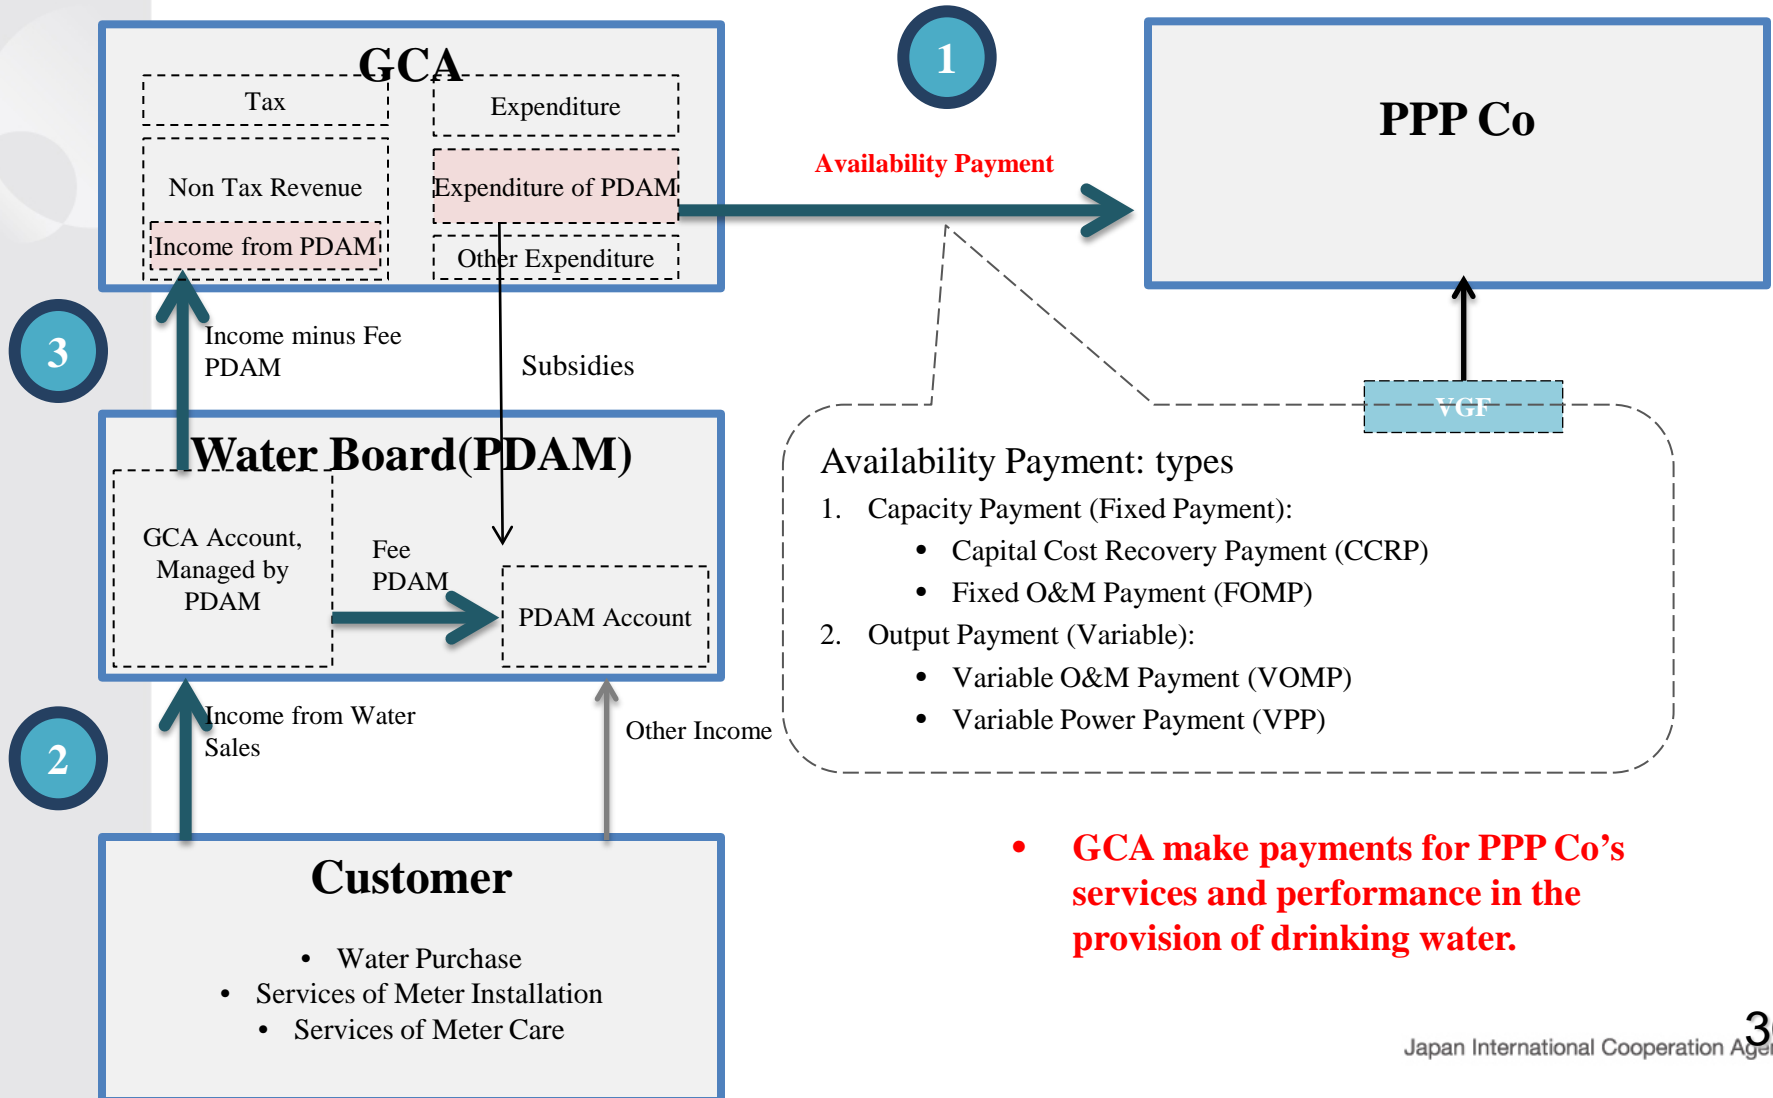 GCA
Tax
Non Tax Revenue
Income from PDAM
Expenditure
Expenditure of PDAM
Other Expenditure
1
Availability Payment
PPP Co
3
Income minus Fee
PDAM
Subsidies
VGF
Water Board(PDAM)
GCA Account,
Managed by
PDAM
Fee
PDAM
PDAM Account
Availability Payment: types
1. Capacity Payment (Fixed Payment):
• Capital Cost Recovery Payment (CCRP)
• Fixed O&M Payment (FOMP)
2. Output Payment (Variable):
• Variable O&M Payment (VOMP)
• Variable Power Payment (VPP)
2
Income from Water
Sales
Other Income
Customer
• Water Purchase
• Services of Meter Installation
• Services of Meter Care
• GCA make payments for PPP Co's
services and performance in the
provision of drinking water.
Japan International Cooperation